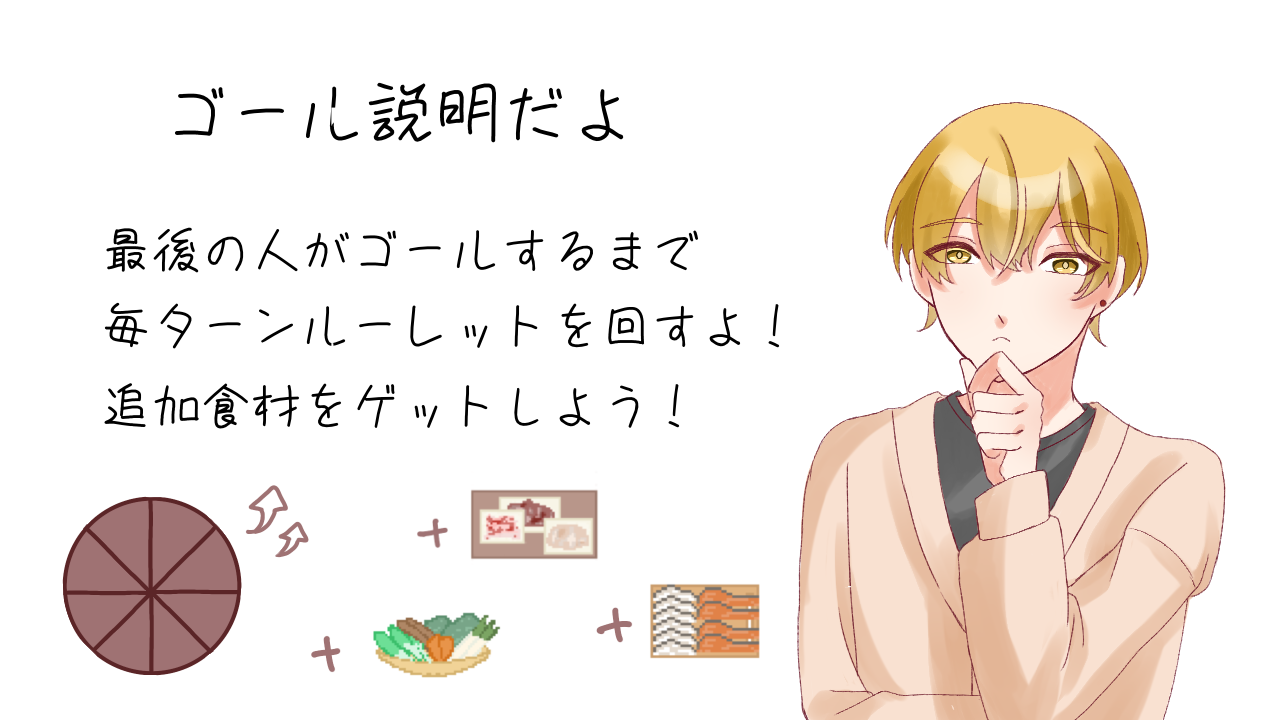 ゴール説明だよ
最後の人がゴールするまで
毎ターンルーレットを回すよ！
追加食材をゲットしよう！
+
+
+